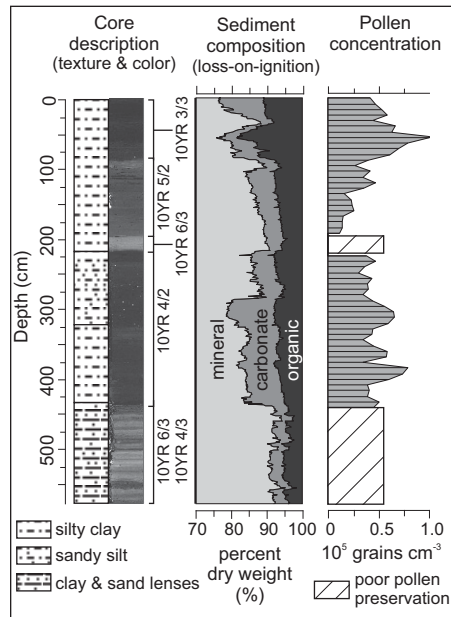 Core description (texture & color)
Sediment composition (loss-on-ignition)
Pollen concentration
Depth (cm)
0
100
200
300
400
500
10YR 3/3
10YR 5/2
10YR 6/3
10YR 4/2
10YR 6/3
10YR 4/3
mineral
carbonate
organic
70 80 90 100
percent
dry weight
(%)
0 0.5 1.0
10⁵ grains cm⁻³
silty clay
sandy silt
clay & sand lenses
poor pollen
preservation